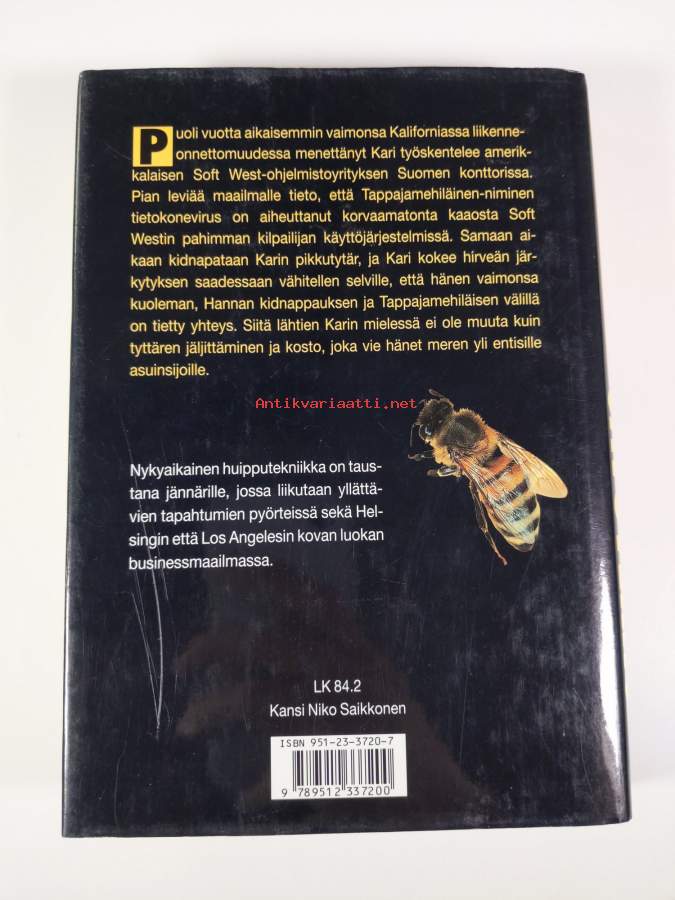 Puoli vuotta aikaisemmin vaimonsa Kaliforniassa liikenne-
onnettomuudessa menettänyt Kari työskentelee amerik-
kalaisen Soft West-ohjelmistoyrityksen Suomen konttorissa.
Pian leviää maailmalle tieto, että Tappajamehiläinen-niminen
tietokonevirus on aiheuttanut korvaamatonta kaaosta Soft
Westin pahimman kilpailijan käyttöjärjestelmissä. Samaan ai-
kaan kidnapataan Karin pikkutytär, ja Kari kokee hirveän jär-
kytyksen saadessaan vähitellen selville, että hänen vaimonsa
kuoleman, Hannan kidnappauksen ja Tappajamehiläisen välillä
on tietty yhteys. Siitä lähtien Karin mielessä ei ole muuta kuin
tyttären jäljittäminen ja kosto, joka vie hänet meren yli entisille
asuinsijoille.
Antikvariaatti.net
Nykyaikainen huipputekniikka on taus-
tana jännärille, jossa liikutaan yllättä-
vien tapahtumien pyörteissä sekä Hel-
singin että Los Angelesin kovan luokan
businessmaailmassa.
LK 84.2
Kansi Niko Saikkonen
ISBN 951-23-3720-7
9 789512 337200